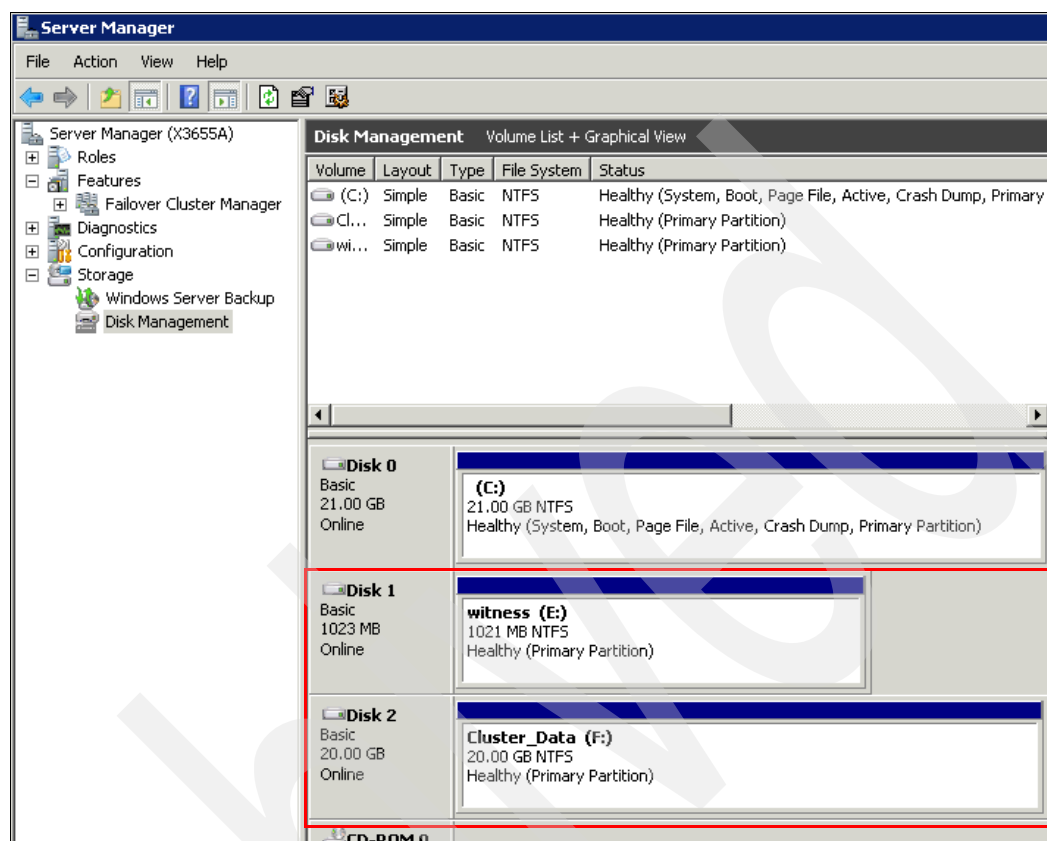 Server Manager
File Action View Help
Server Manager (X3655A)
Roles
Features
Failover Cluster Manager
Diagnostics
Configuration
Storage
Windows Server Backup
Disk Management
Disk Management Volume List + Graphical View
Volume Layout Type File System Status
(C:) Simple Basic NTFS Healthy (System, Boot, Page File, Active, Crash Dump, Primary
Cl... Simple Basic NTFS Healthy (Primary Partition)
wi... Simple Basic NTFS Healthy (Primary Partition)
Disk 0
Basic
21.00 GB
Online
(C:)
21.00 GB NTFS
Healthy (System, Boot, Page File, Active, Crash Dump, Primary Partition)
Disk 1
Basic
1023 MB
Online
witness (E:)
1021 MB NTFS
Healthy (Primary Partition)
Disk 2
Basic
20.00 GB
Online
Cluster_Data (F:)
20.00 GB NTFS
Healthy (Primary Partition)
CD-ROM 0